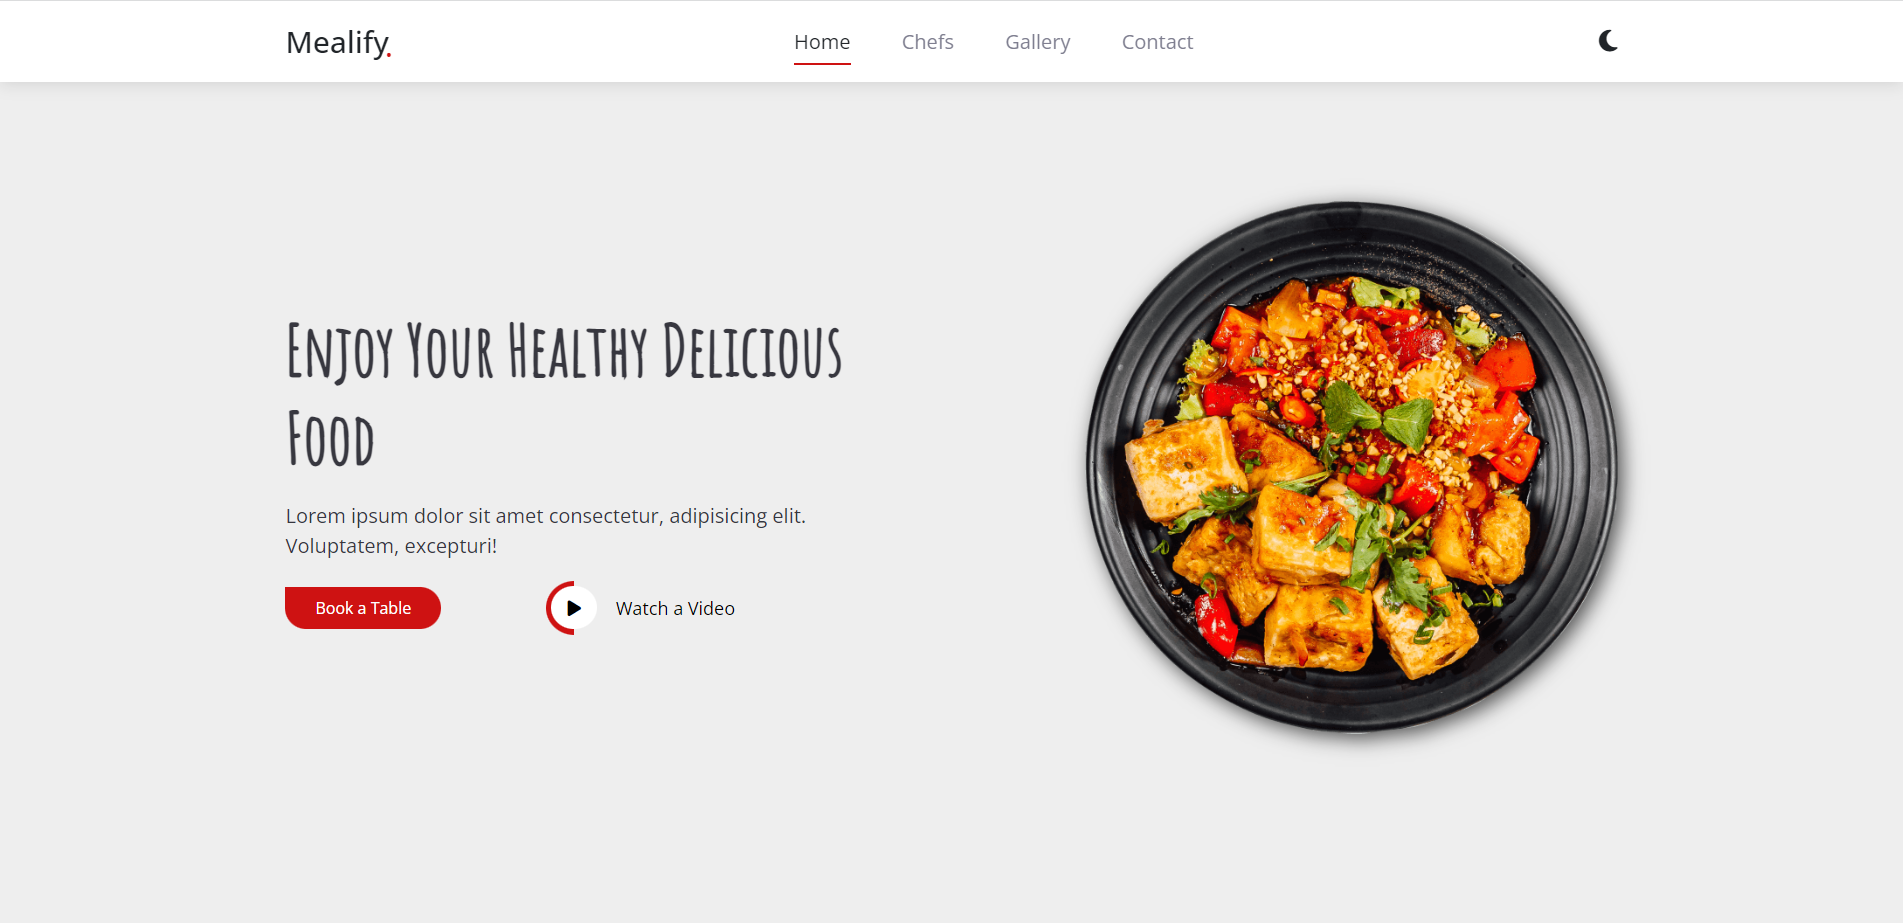 Mealify.
Home
Chefs
Gallery
Contact
Enjoy Your Healthy Delicious
Food
Lorem ipsum dolor sit amet consectetur, adipisicing elit.
Voluptatem, excepturi!
Book a Table
Watch a Video